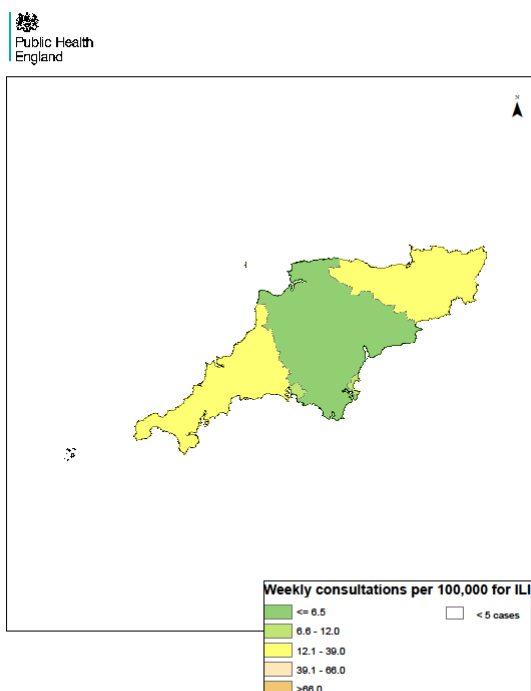 Public Health
England
N
Weekly consultations per 100,000 for ILI
<= 6.5
< 5 cases
6.6 - 12.0
12.1 - 39.0
39.1 - 66.0
>66.0